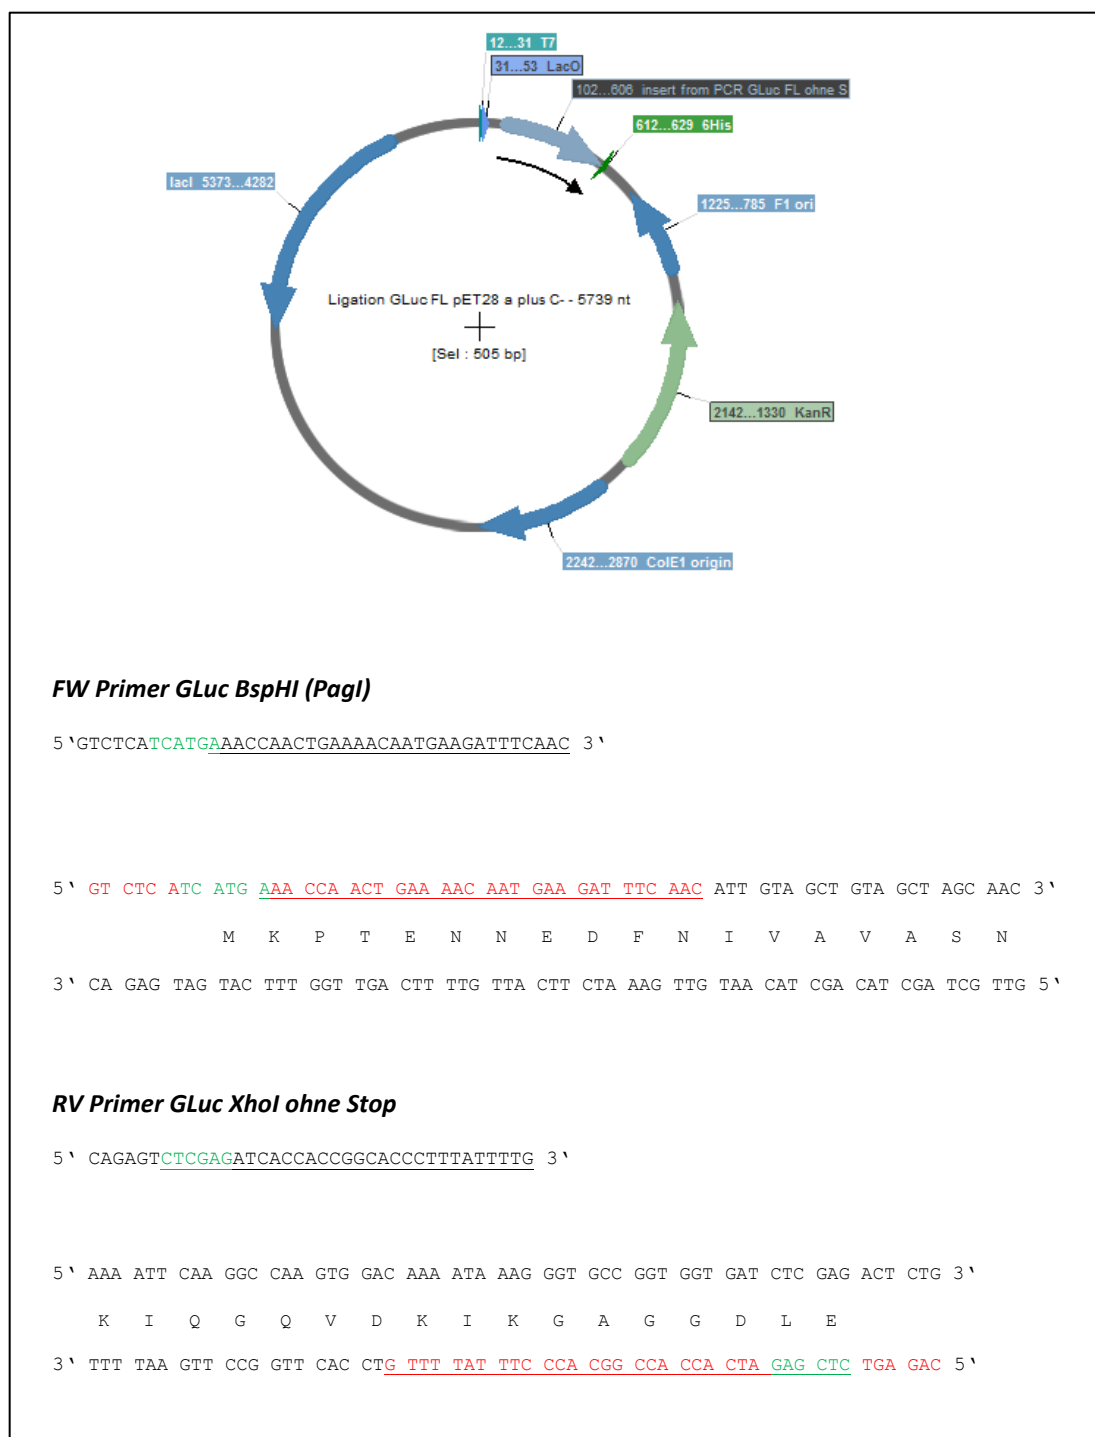 12...31 T7
31...53 LacO
102...606 insert from PCR GLuc FL ohne S
612...629 6His
lacI 5373...4282
1225...785 F1 ori
Ligation GLuc FL pET28 a plus C- - 5739 nt
[Sel : 505 bp]
2142...1330 KanR
2242...2870 ColE1 origin
FW Primer GLuc BspHI (PagI)
5‘GTCTCATCATGAAACCAACTGAAAACAATGAAGATTTCAAC 3‘
5‘ GT CTC ATC ATG AAA CCA ACT GAA AAC AAT GAA GAT TTC AAC ATT GTA GCT GTA GCT AGC AAC 3‘
M K P T E N N E D F N I V A V A S N
3‘ CA GAG TAG TAC TTT GGT TGA CTT TTG TTA CTT CTA AAG TTG TAA CAT CGA CAT CGA TCG TTG 5‘
RV Primer GLuc XhoI ohne Stop
5‘ CAGAGTCTCGAGATCACCACCGGCACCCTTTATTTTG 3‘
5‘ AAA ATT CAA GGC CAA GTG GAC AAA ATA AAG GGT GCC GGT GGT GAT CTC GAG ACT CTG 3‘
K I Q G Q V D K I K G A G G D L E
3‘ TTT TAA GTT CCG GTT CAC CTG TTT TAT TTC CCA CGG CCA CCA CTA GAG CTC TGA GAC 5‘